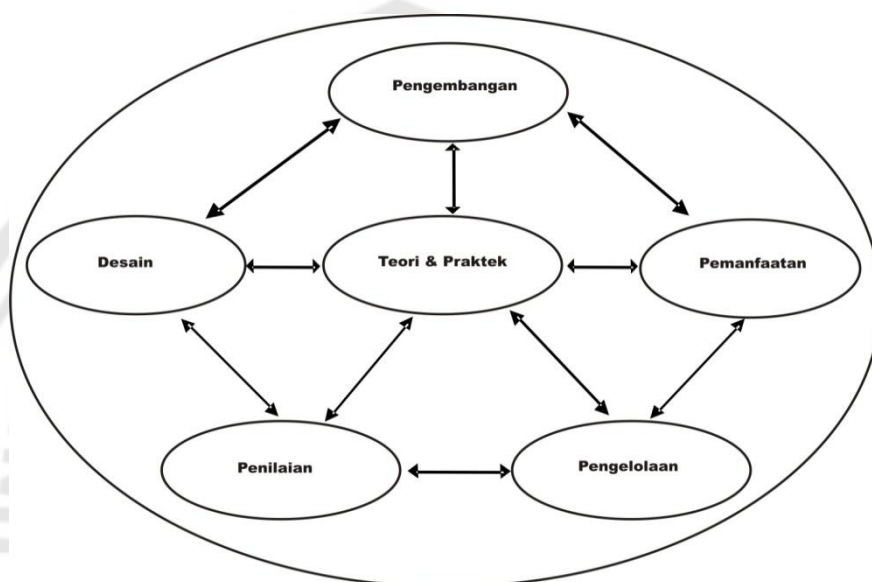 Pengembangan
Desain
Teori & Praktek
Pemanfaatan
Penilaian
Pengelolaan